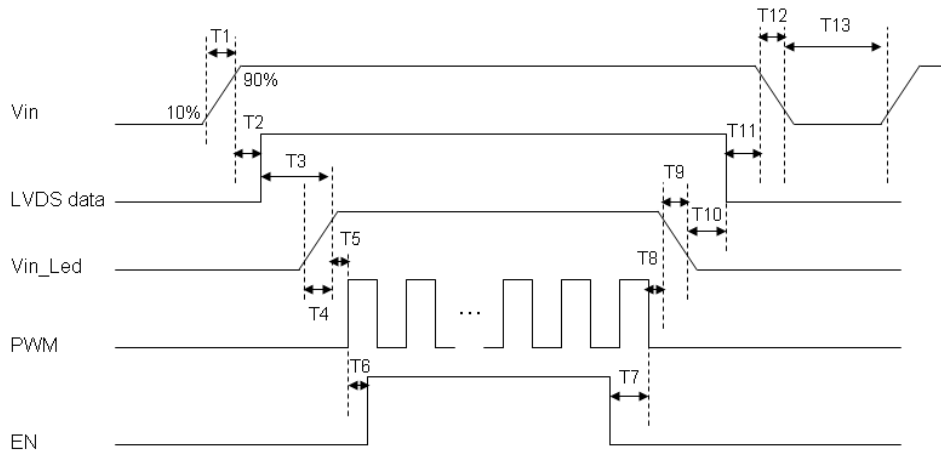 T1
T12
T13
90%
Vin
10%
T2
T11
T3
T9
LVDS data
T10
T5
T8
Vin_Led
T4
...
PWM
T6
T7
EN